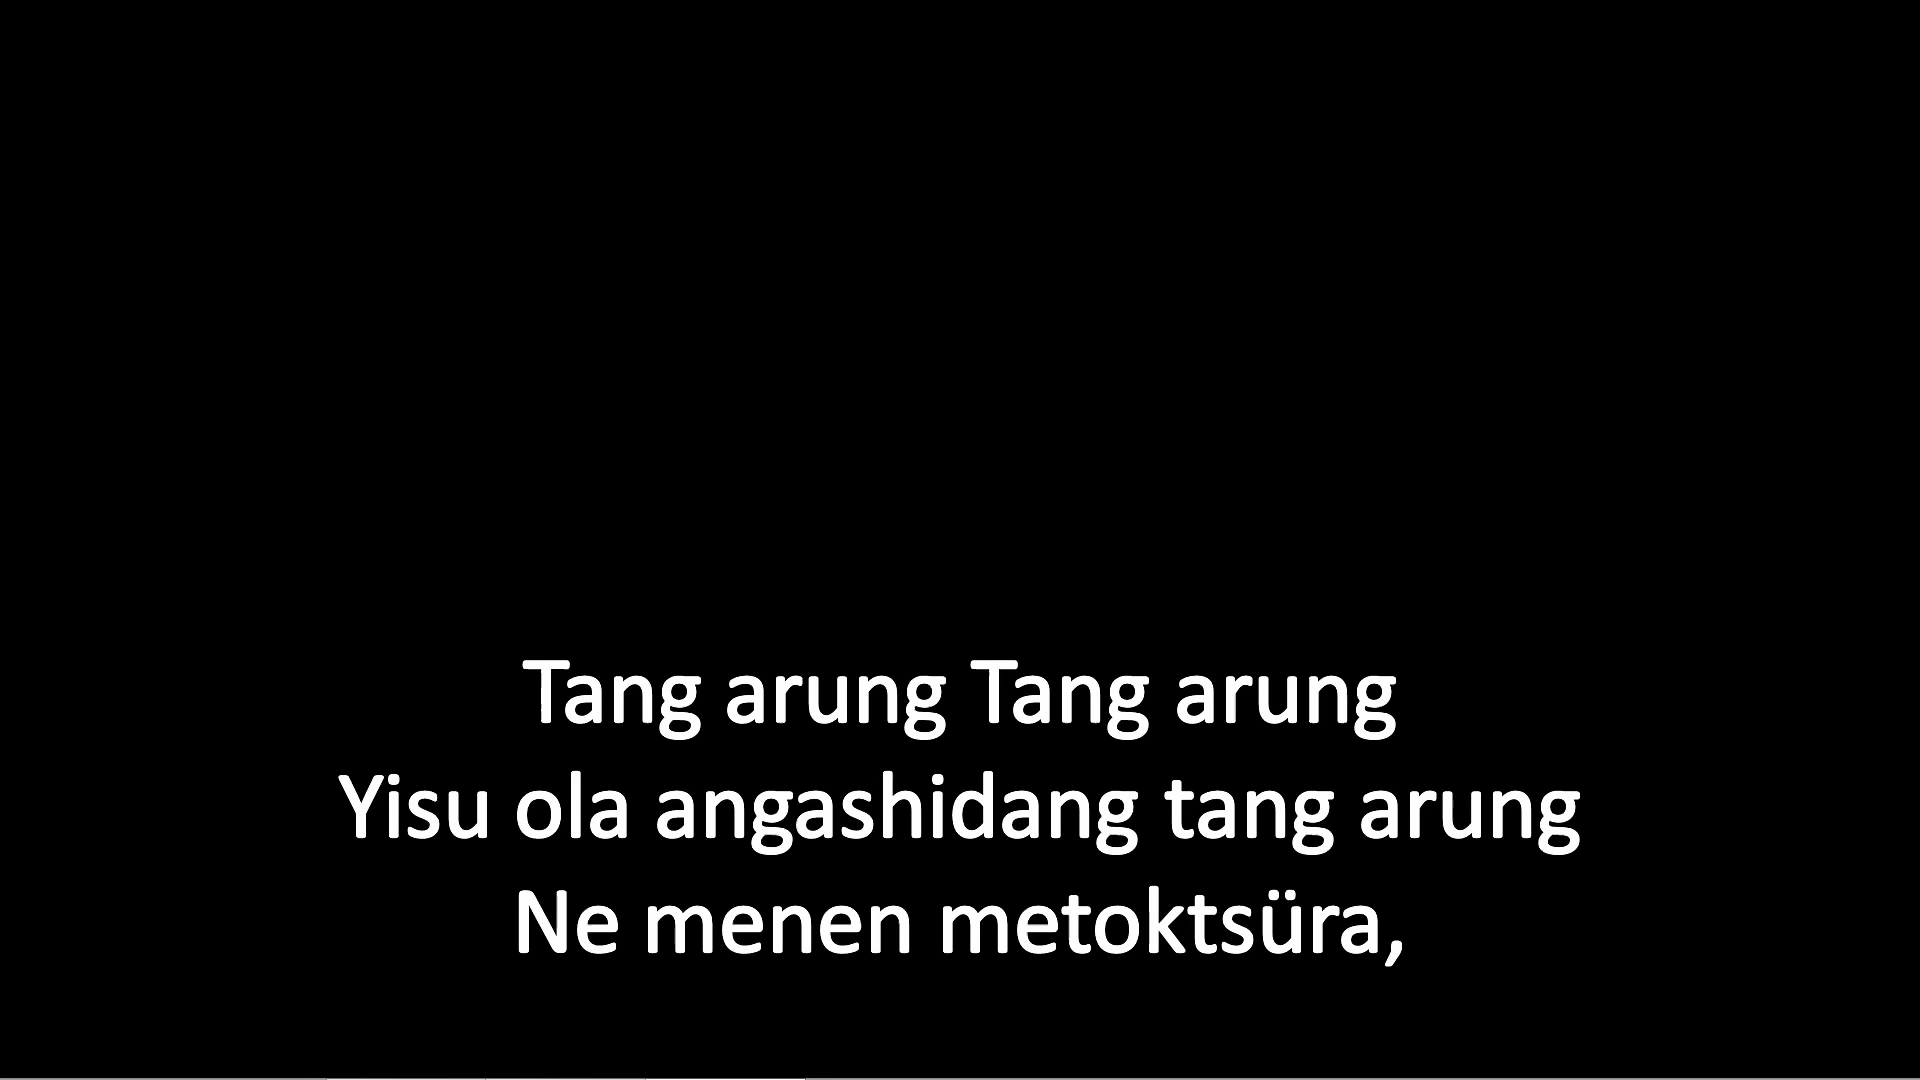 Tang arung Tang arung
Yisu ola angashidang tang arung
Ne menen metoktsüra,